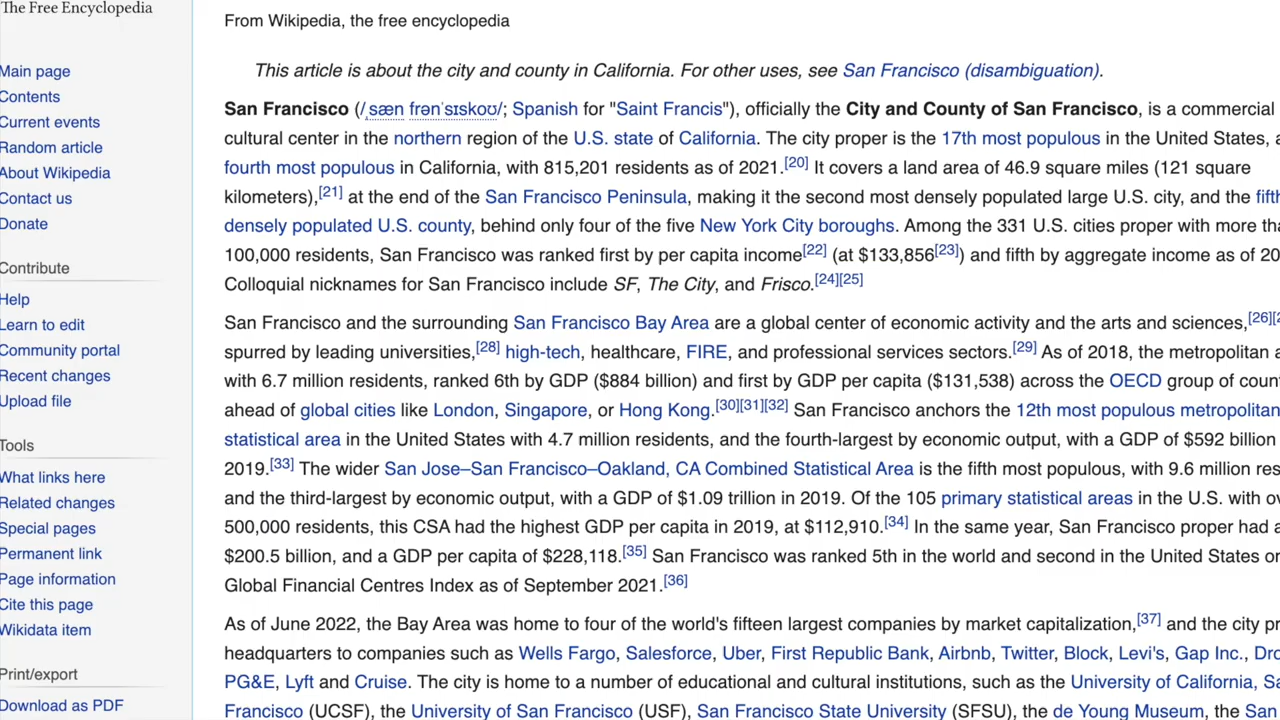 The Free Encyclopedia
Main page
Contents
Current events
Random article
About Wikipedia
Contact us
Donate
Contribute
Help
Learn to edit
Community portal
Recent changes
Upload file
Tools
What links here
Related changes
Special pages
Permanent link
Page information
Cite this page
Wikidata item
Print/export
Download as PDF
From Wikipedia, the free encyclopedia
This article is about the city and county in California. For other uses, see San Francisco (disambiguation).
San Francisco (/ˌsæn frənˈsɪskoʊ/; Spanish for "Saint Francis"), officially the City and County of San Francisco, is a commercial
cultural center in the northern region of the U.S. state of California. The city proper is the 17th most populous in the United States,
fourth most populous in California, with 815,201 residents as of 2021.[20] It covers a land area of 46.9 square miles (121 square
kilometers),[21] at the end of the San Francisco Peninsula, making it the second most densely populated large U.S. city, and the fifth
densely populated U.S. county, behind only four of the five New York City boroughs. Among the 331 U.S. cities proper with more
100,000 residents, San Francisco was ranked first by per capita income[22] (at $133,856[23]) and fifth by aggregate income as of
Colloquial nicknames for San Francisco include SF, The City, and Frisco.[24][25]
San Francisco and the surrounding San Francisco Bay Area are a global center of economic activity and the arts and sciences,[26]
spurred by leading universities,[28] high-tech, healthcare, FIRE, and professional services sectors.[29] As of 2018, the metropolitan
with 6.7 million residents, ranked 6th by GDP ($884 billion) and first by GDP per capita ($131,538) across the OECD group of
ahead of global cities like London, Singapore, or Hong Kong.[30][31][32] San Francisco anchors the 12th most populous metropolitan
statistical area in the United States with 4.7 million residents, and the fourth-largest by economic output, with a GDP of $592 billion
2019.[33] The wider San Jose–San Francisco–Oakland, CA Combined Statistical Area is the fifth most populous, with 9.6 million
and the third-largest by economic output, with a GDP of $1.09 trillion in 2019. Of the 105 primary statistical areas in the U.S. with
500,000 residents, this CSA had the highest GDP per capita in 2019, at $112,910.[34] In the same year, San Francisco proper had a
$200.5 billion, and a GDP per capita of $228,118.[35] San Francisco was ranked 5th in the world and second in the United States
Global Financial Centres Index as of September 2021.[36]
As of June 2022, the Bay Area was home to four of the world's fifteen largest companies by market capitalization,[37] and the city
headquarters to companies such as Wells Fargo, Salesforce, Uber, First Republic Bank, Airbnb, Twitter, Block, Levi's, Gap Inc.,
PG&E, Lyft and Cruise. The city is home to a number of educational and cultural institutions, such as the University of California,
Francisco (UCSF), the University of San Francisco (USF), San Francisco State University (SFSU), the de Young Museum, the San